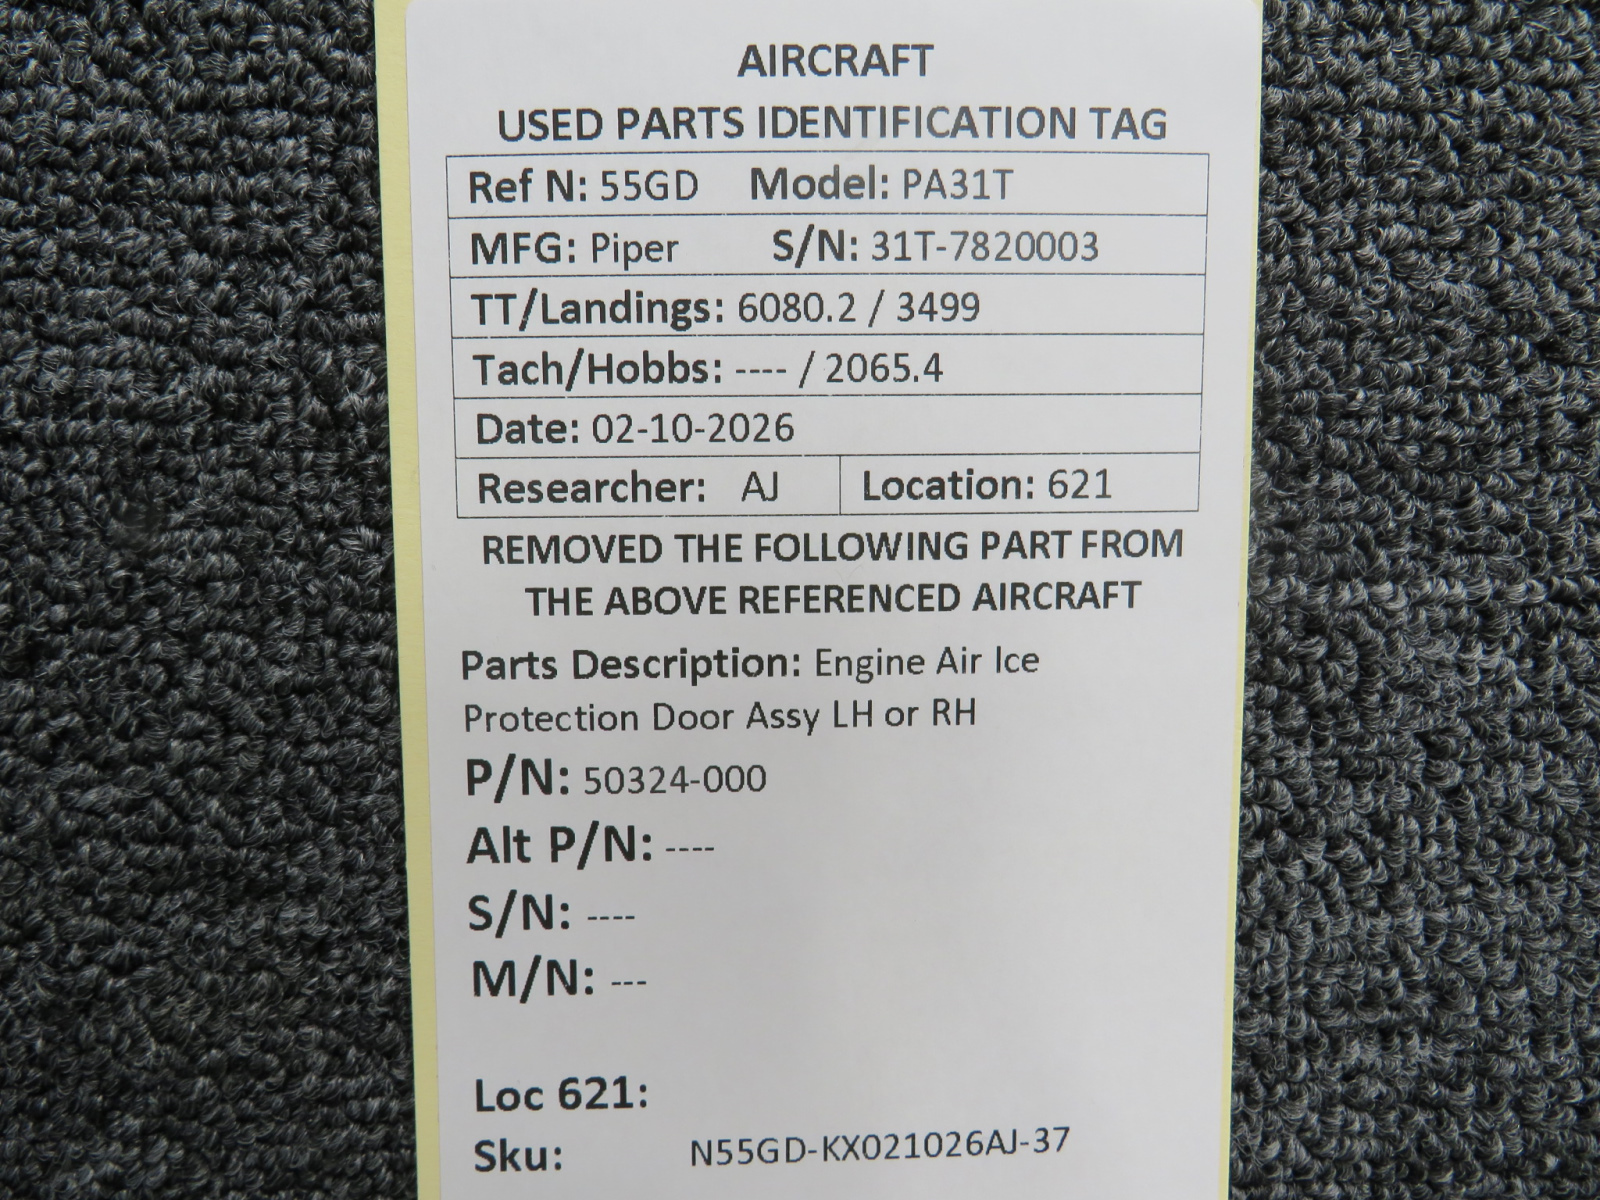 AIRCRAFT
USED PARTS IDENTIFICATION TAG
Ref N: 55GD Model: PA31T
MFG: Piper S/N: 31T-7820003
TT/Landings: 6080.2 / 3499
Tach/Hobbs: ---- / 2065.4
Date: 02-10-2026
Researcher: AJ Location: 621
REMOVED THE FOLLOWING PART FROM
THE ABOVE REFERENCED AIRCRAFT
Parts Description: Engine Air Ice
Protection Door Assy LH or RH
P/N: 50324-000
Alt P/N: ----
S/N: ----
M/N: ---
Loc 621:
Sku: N55GD-KX021026AJ-37